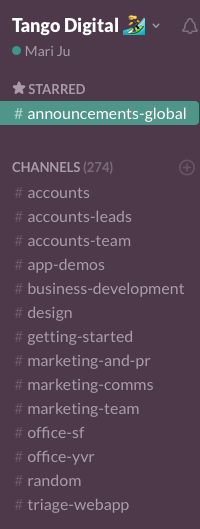 Tango Digital
Mari Ju
STARRED
# announcements-global
CHANNELS (274)
# accounts
# accounts-leads
# accounts-team
# app-demos
# business-development
# design
# getting-started
# marketing-and-pr
# marketing-comms
# marketing-team
# office-sf
# office-yvr
# random
# triage-webapp